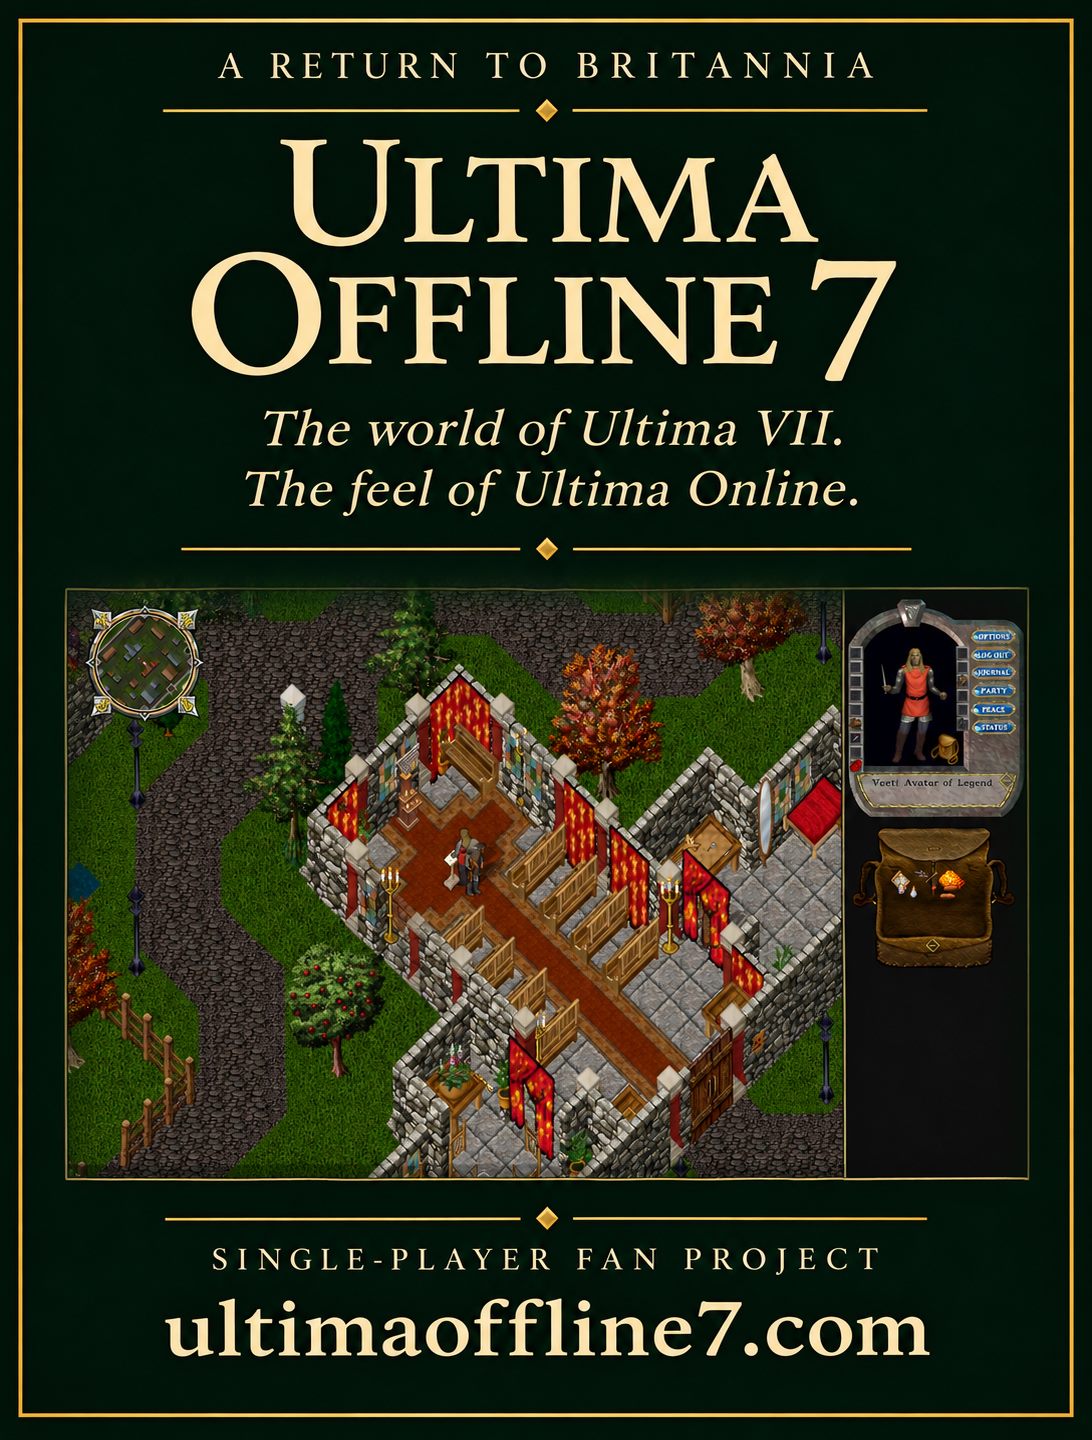 A RETURN TO BRITANNIA
ULTIMA
OFFLINE 7
The world of Ultima VII.
The feel of Ultima Online.
OPTIONS
LOG OUT
JOURNAL
PARTY
PEACE
STATUS
Avatar of Legend
SINGLE-PLAYER FAN PROJECT
ultimaoffline7.com